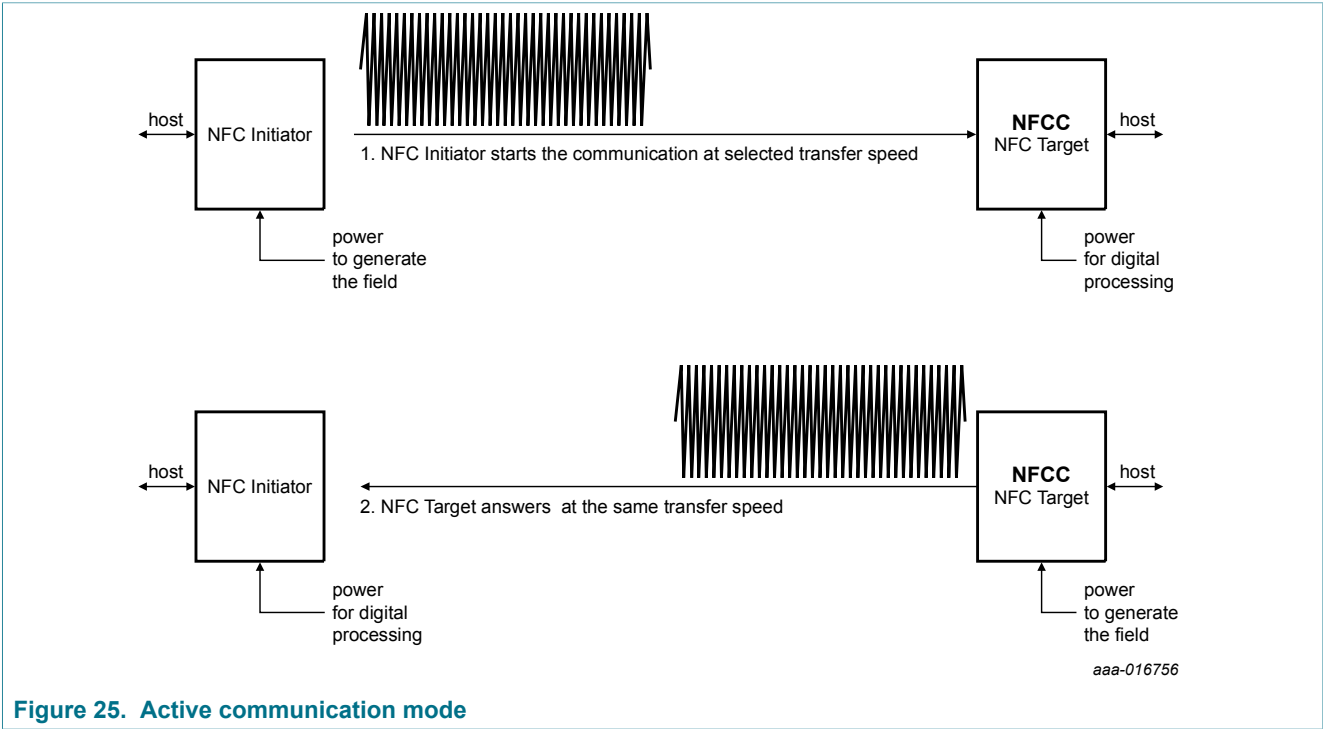 host
NFC Initiator
NFCC
NFC Target
host
1. NFC Initiator starts the communication at selected transfer speed
power
to generate
the field
power
for digital
processing
host
NFC Initiator
NFCC
NFC Target
host
2. NFC Target answers at the same transfer speed
power
for digital
processing
power
to generate
the field
aaa-016756
Figure 25. Active communication mode